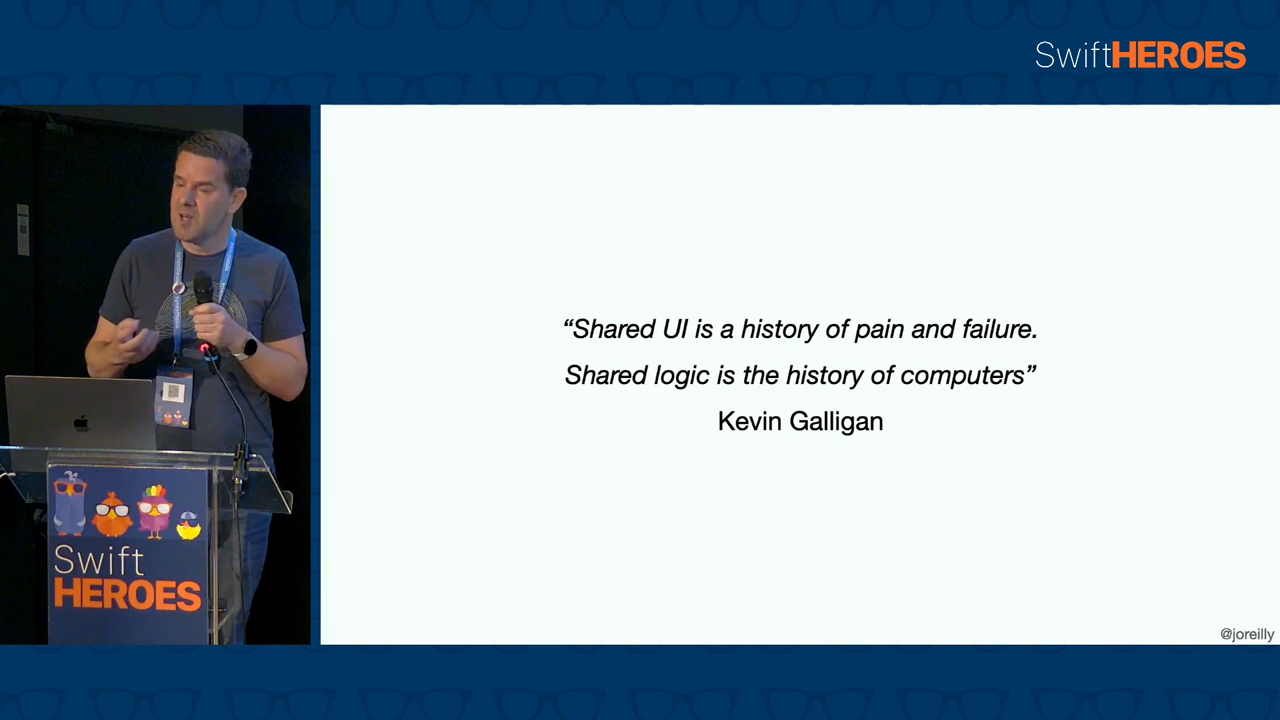 SwiftHEROES
“Shared UI is a history of pain and failure.
Shared logic is the history of computers”
Kevin Galligan
@joreilly
Swift
HEROES